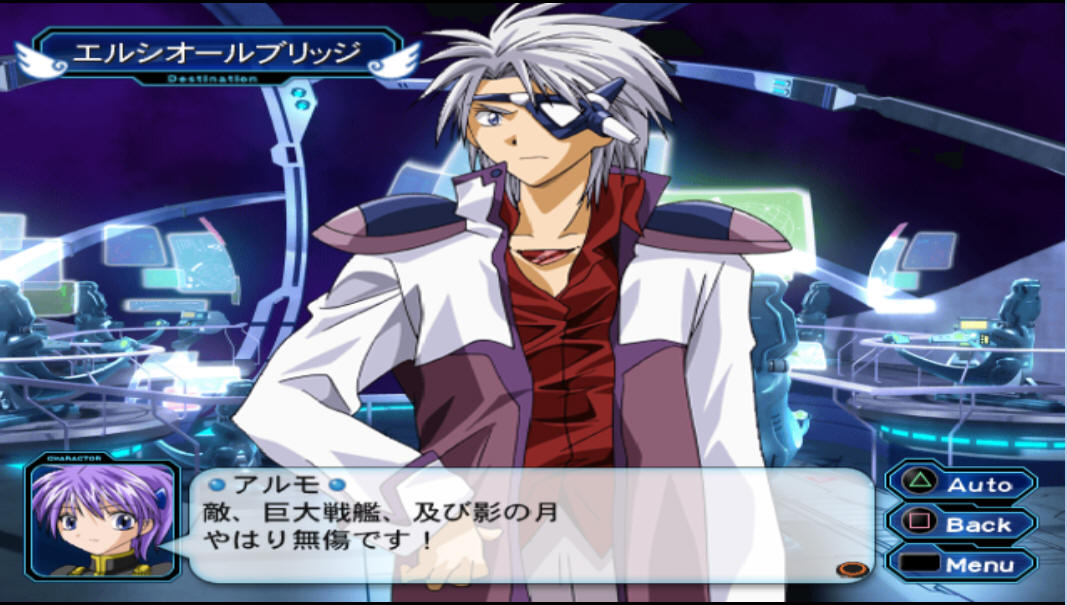 エルシオールブリッジ
Destination
CHARACTOR
アルモ
敵、巨大戦艦、及び影の月
やはり無傷です！
Auto
Back
Menu